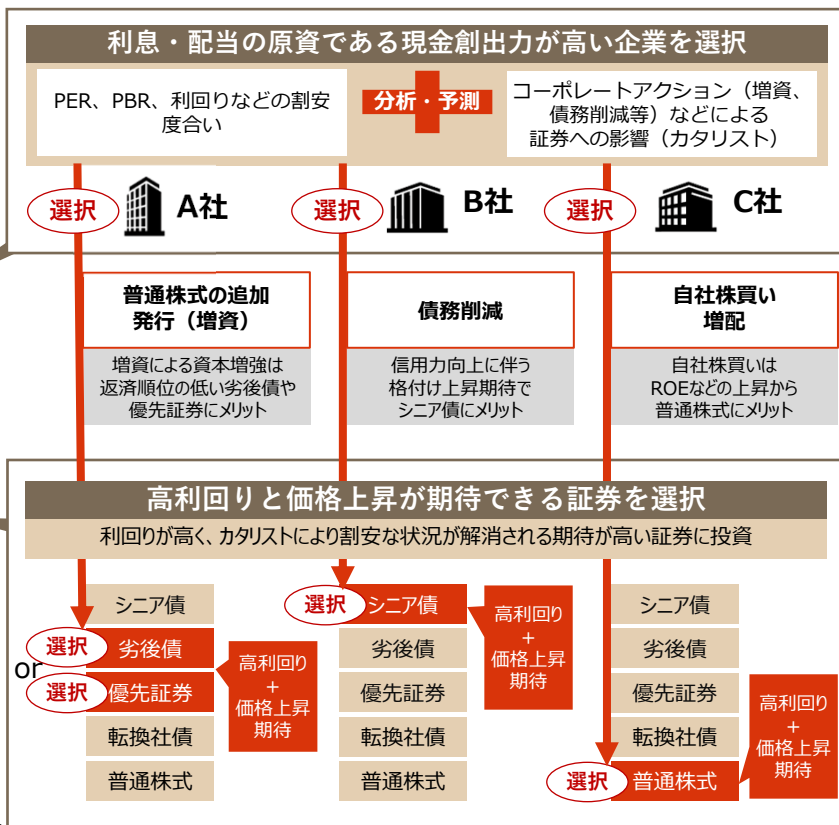 利息・配当の原資である現金創出力が高い企業を選択
PER、PBR、利回りなどの割安
度合い
分析・予測
コーポレートアクション（増資、
債務削減等）などによる
証券への影響（カタリスト）
選択
A社
選択
B社
選択
C社
普通株式の追加
発行（増資）
増資による資本増強は
返済順位の低い劣後債や
優先証券にメリット
債務削減
信用力向上に伴う
格付け上昇期待で
シニア債にメリット
自社株買い
増配
自社株買いは
ROEなどの上昇から
普通株式にメリット
高利回りと価格上昇が期待できる証券を選択
利回りが高く、カタリストにより割安な状況が解消される期待が高い証券に投資
シニア債
選択
劣後債
or
選択
優先証券
転換社債
普通株式
高利回り
+
価格上昇
期待
選択
シニア債
劣後債
優先証券
転換社債
普通株式
高利回り
+
価格上昇
期待
シニア債
劣後債
優先証券
転換社債
選択
普通株式
高利回り
+
価格上昇
期待